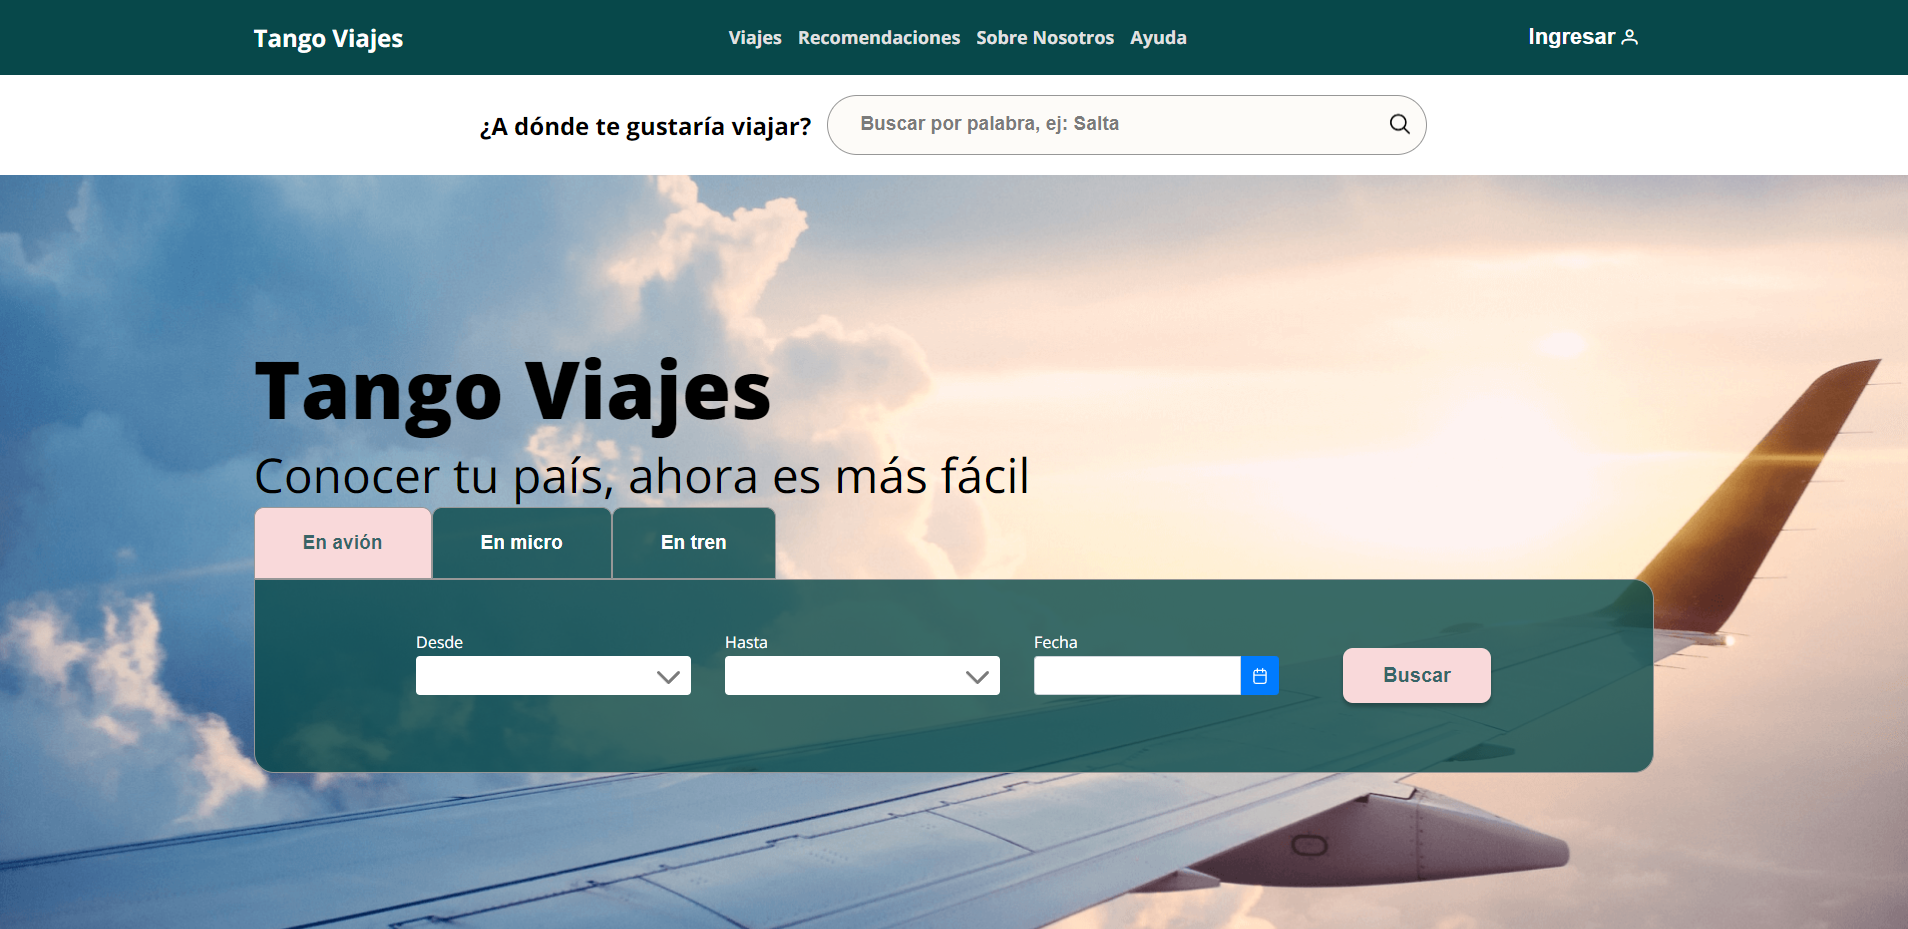 Tango Viajes
Viajes Recomendaciones Sobre Nosotros Ayuda
Ingresar
¿A dónde te gustaría viajar?
Buscar por palabra, ej: Salta
Tango Viajes
Conocer tu país, ahora es más fácil
En avión
En micro
En tren
Desde
Hasta
Fecha
Buscar